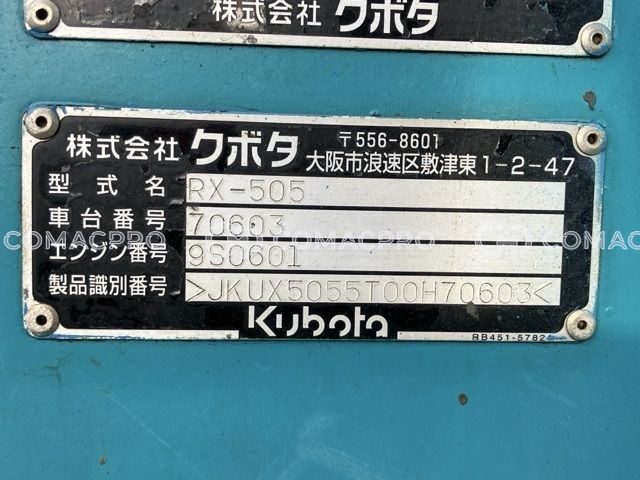 株式会社 クボタ
株式会社 クボタ 〒556-8601
大阪市浪速区敷津東1-2-47
型式名 RX-505
車台番号 70603
COMACPRO COMACPRO COMACPRO
エンジン番号 9S0601
製品識別番号 >JKUX5055T00H70603<
Kubota
RB451-5782